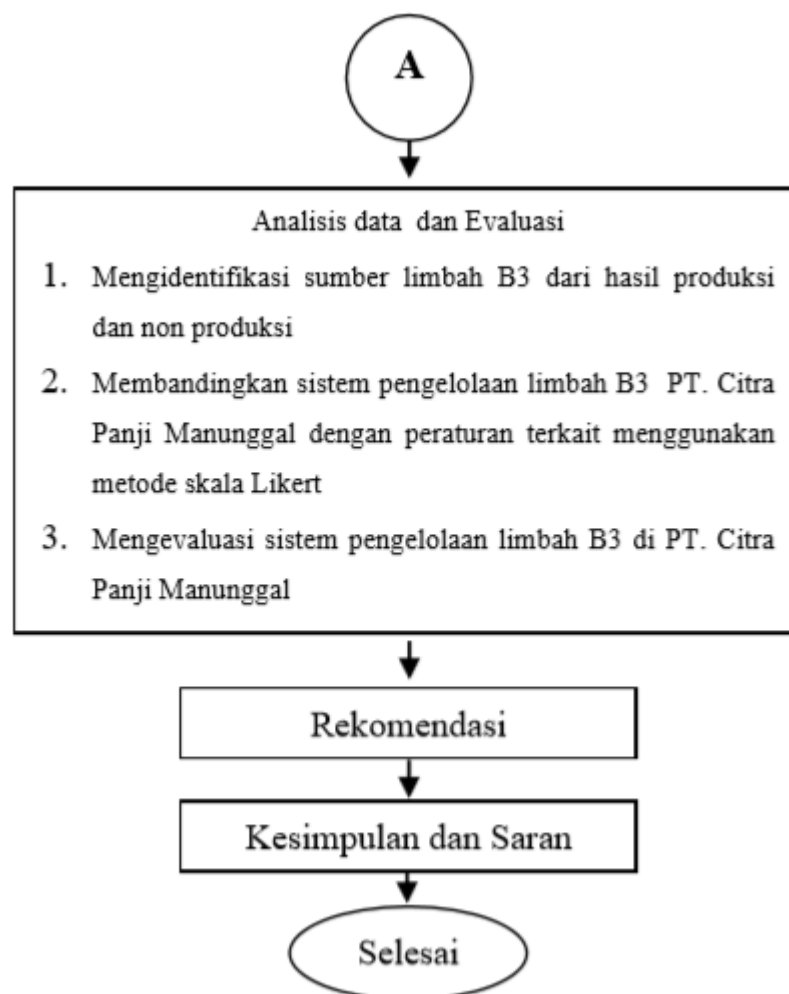 A
Analisis data dan Evaluasi
1. Mengidentifikasi sumber limbah B3 dari hasil produksi
dan non produksi
2. Membandingkan sistem pengelolaan limbah B3 PT. Citra
Panji Manunggal dengan peraturan terkait menggunakan
metode skala Likert
3. Mengevaluasi sistem pengelolaan limbah B3 di PT. Citra
Panji Manunggal
Rekomendasi
Kesimpulan dan Saran
Selesai